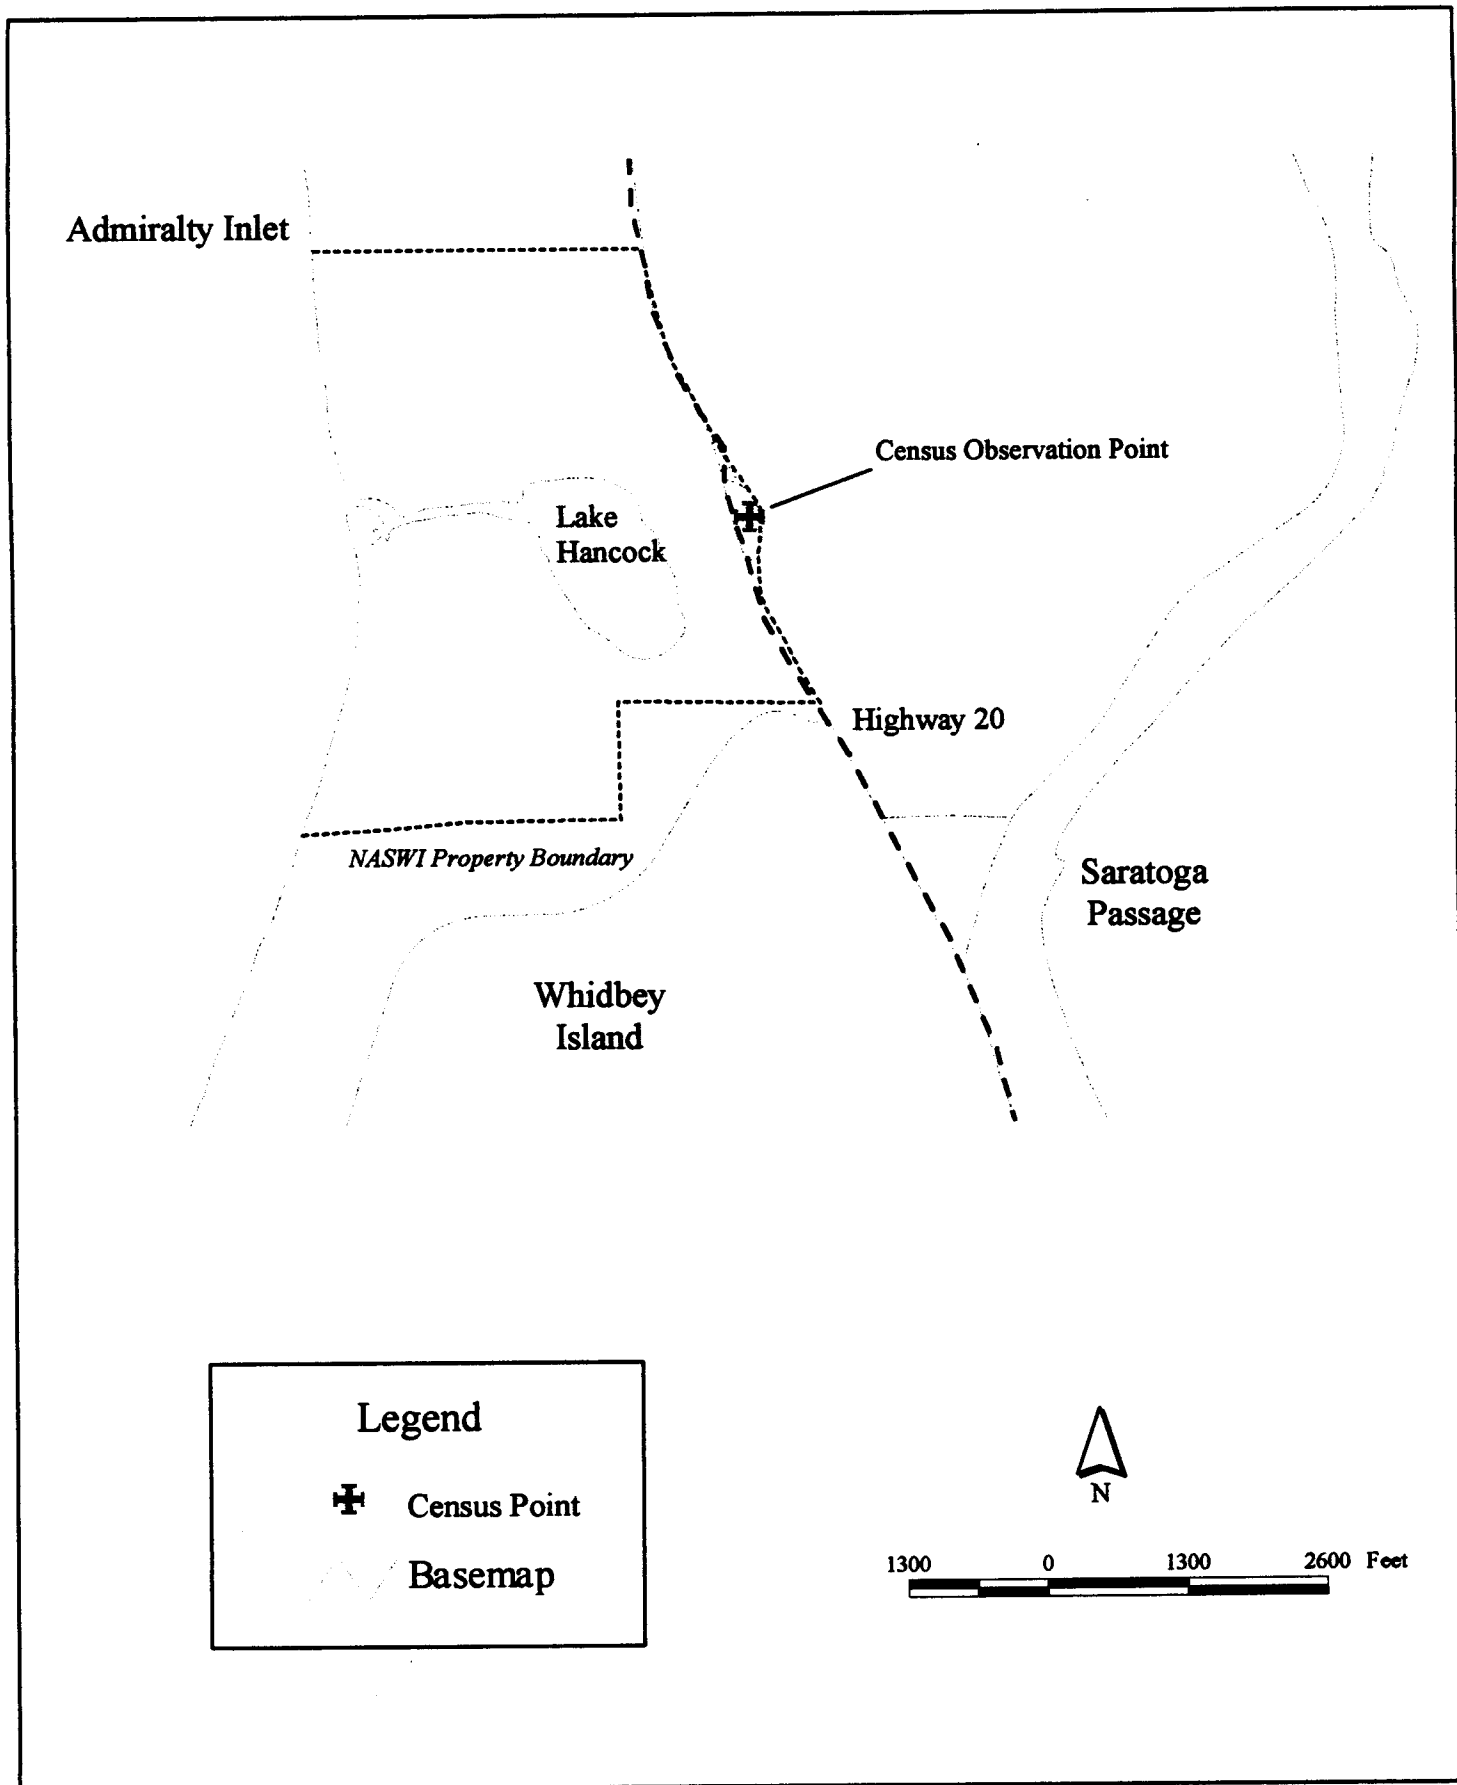 Admiralty Inlet
Census Observation Point
Lake
Hancock
Highway 20
NASWI Property Boundary
Saratoga
Passage
Whidbey
Island
Legend
Census Point
Basemap
N
1300 0 1300 2600 Feet